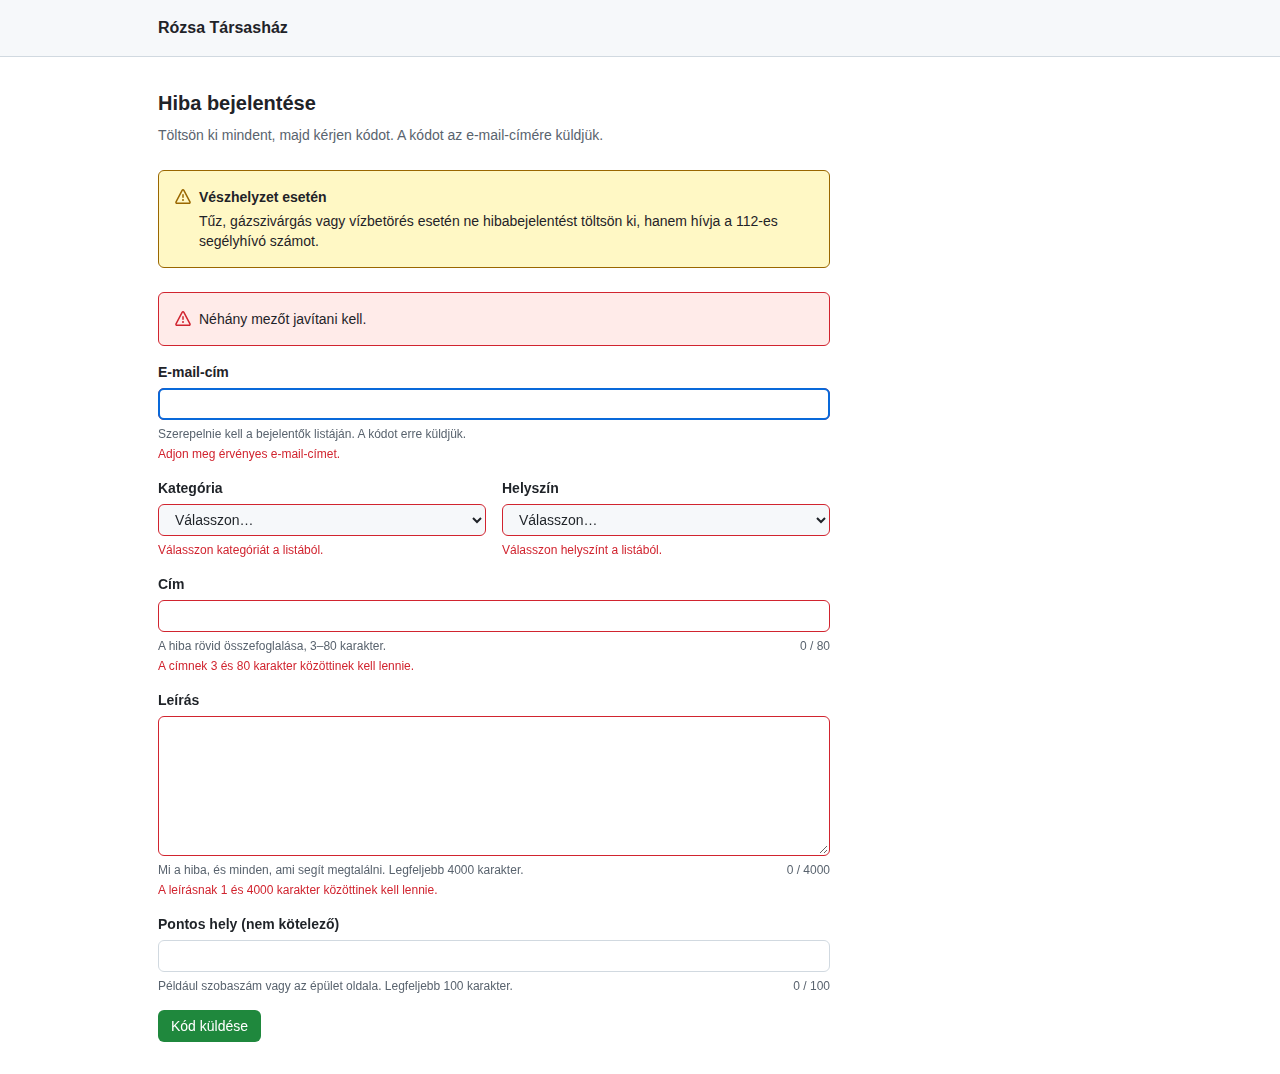 Rózsa Társasház
Hiba bejelentése
Töltsön ki mindent, majd kérjen kódot. A kódot az e-mail-címére küldjük.
Vészhelyzet esetén
Tűz, gázszivárgás vagy vízbetörés esetén ne hibabejelentést töltsön ki, hanem hívja a 112-es
segélyhívó számot.
Néhány mezőt javítani kell.
E-mail-cím
Szerepelnie kell a bejelentők listáján. A kódot erre küldjük.
Adjon meg érvényes e-mail-címet.
Kategória Helyszín
Válasszon… Válasszon…
Válasszon kategóriát a listából. Válasszon helyszínt a listából.
Cím
A hiba rövid összefoglalása, 3–80 karakter. 0 / 80
A címnek 3 és 80 karakter közöttinek kell lennie.
Leírás
Mi a hiba, és minden, ami segít megtalálni. Legfeljebb 4000 karakter. 0 / 4000
A leírásnak 1 és 4000 karakter közöttinek kell lennie.
Pontos hely (nem kötelező)
Például szobaszám vagy az épület oldala. Legfeljebb 100 karakter. 0 / 100
Kód küldése